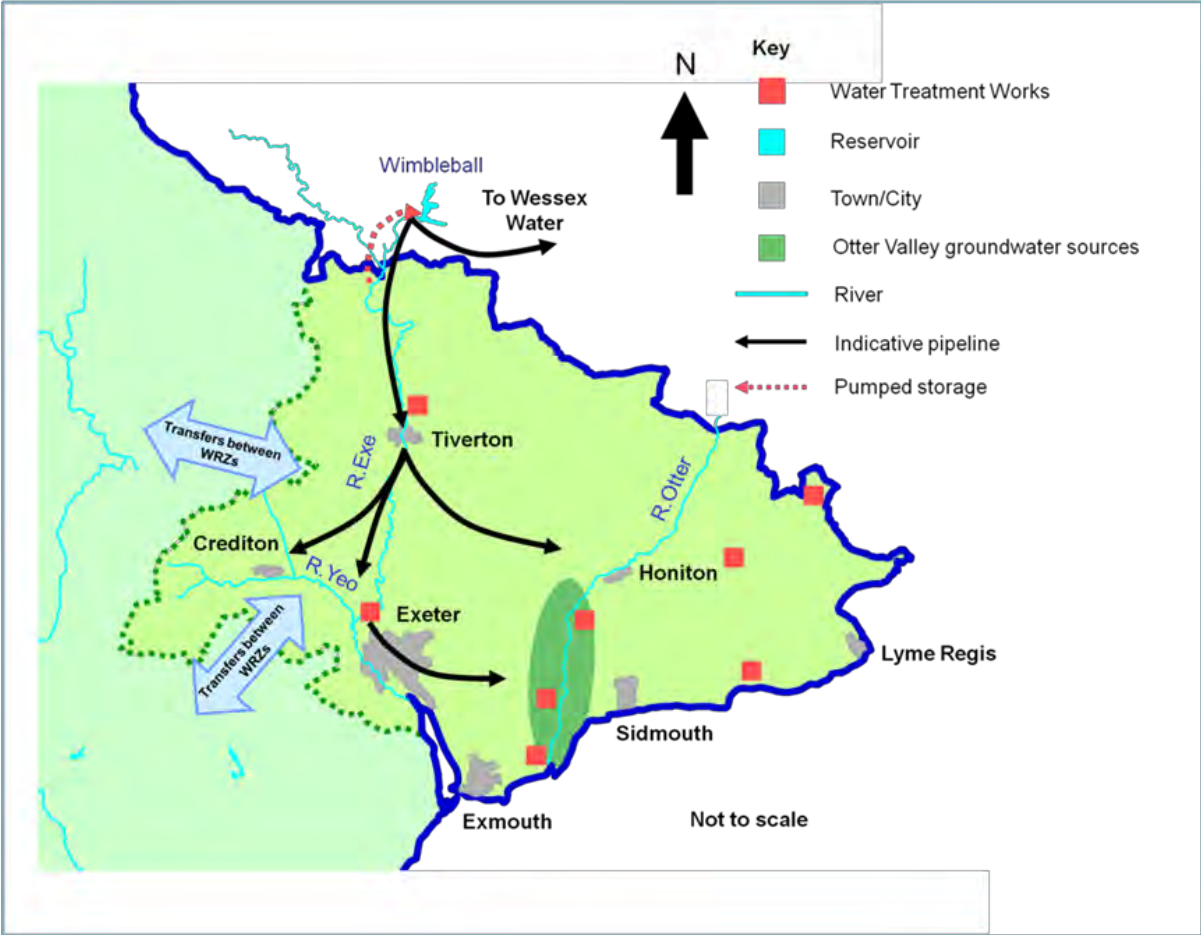 Key
N
Water Treatment Works
Reservoir
Town/City
Otter Valley groundwater sources
River
Indicative pipeline
Pumped storage
Wimbleball
To Wessex
Water
Transfers between
WRZs
R.Exe
Tiverton
R.Otter
Crediton
R.Yeo
Honiton
Exeter
Transfers between
WRZs
Lyme Regis
Sidmouth
Exmouth
Not to scale